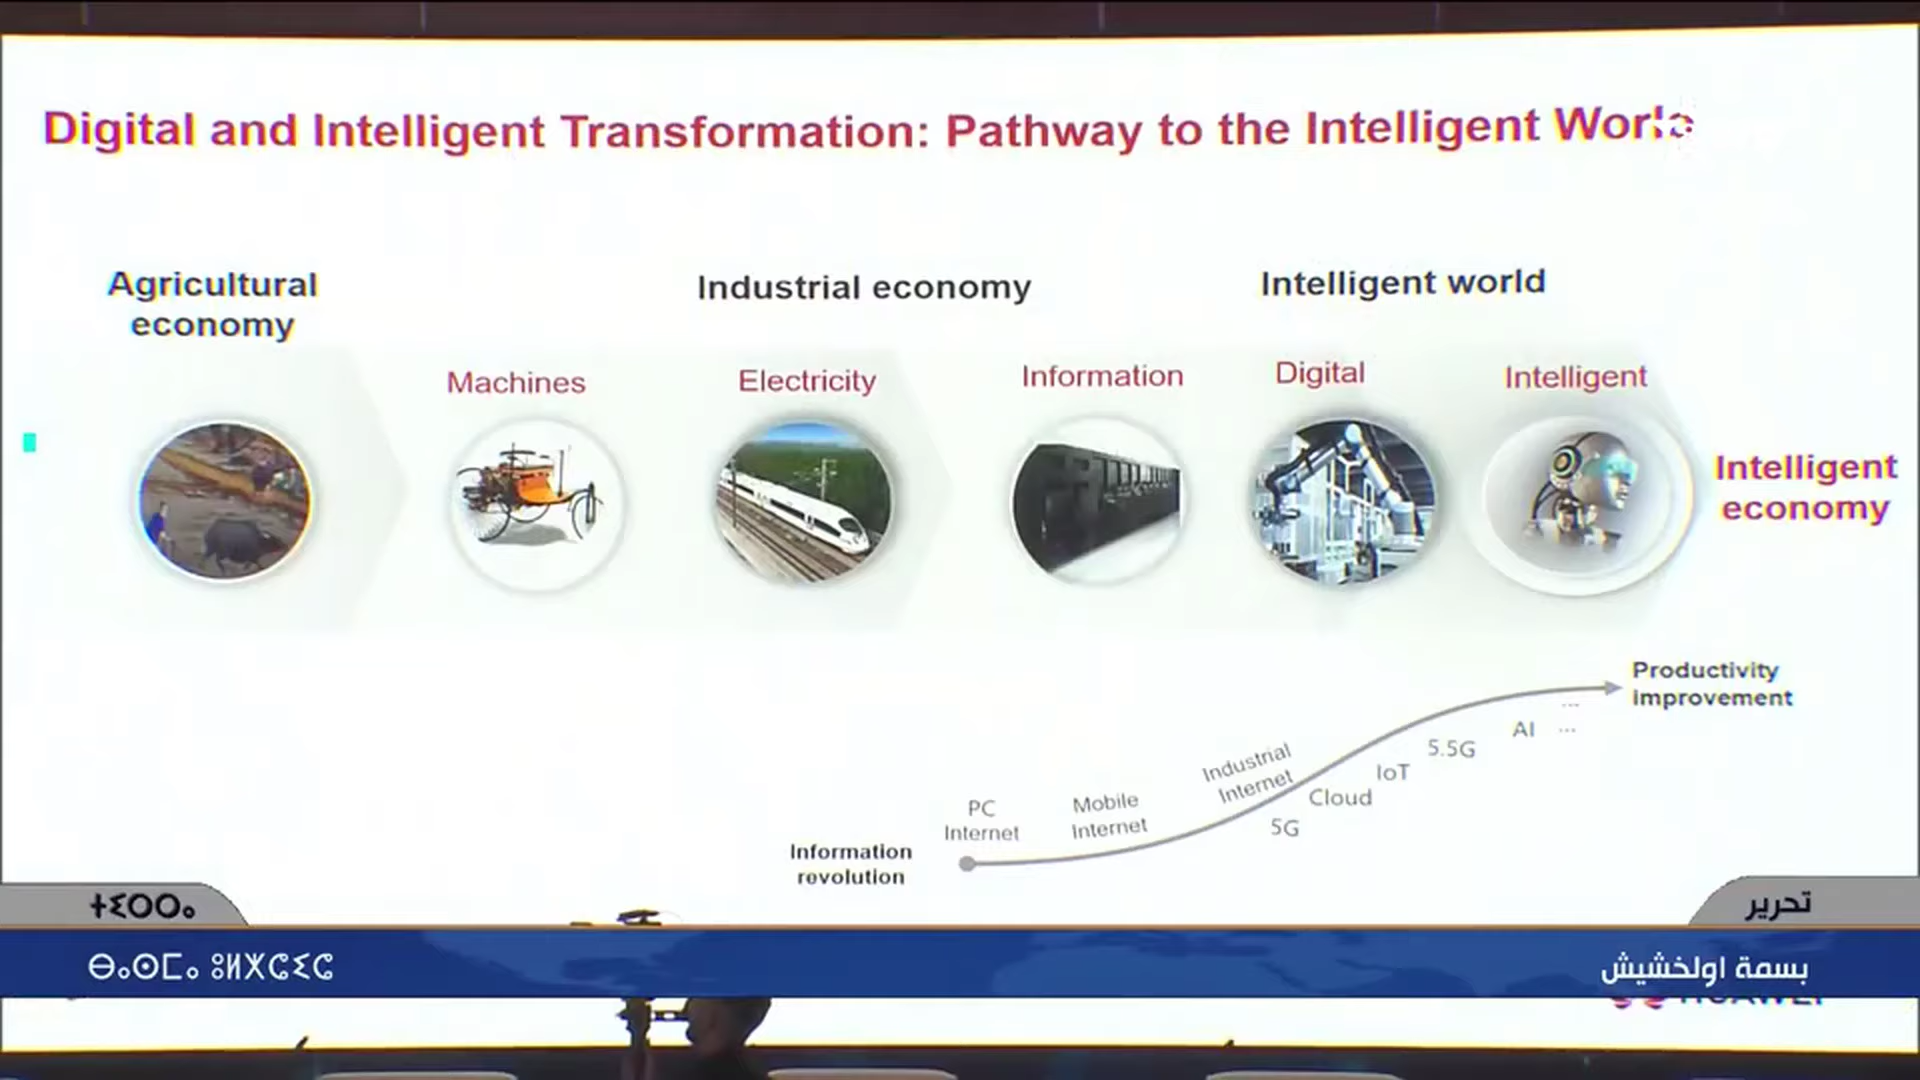 Digital and Intelligent Transformation: Pathway to the Intelligent
Agricultural
economy
Industrial economy
Intelligent world
Machines
Electricity
Information
Digital
Intelligent
Intelligent
economy
Productivity
improvement
...
AI ...
5.5G
IoT
Cloud
5G
Industrial
Internet
Mobile
Internet
PC
Internet
Information
revolution
ⵜⵉⵔⵔⴰ
تحرير
ⴱⴰⵙⵎⴰ ⵓⵍⵅⵛⵉⵛ
بسمة اولخشيش